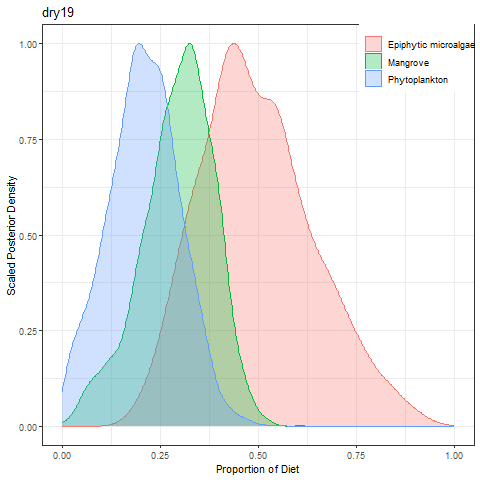 dry19
Epiphytic microalgae
Mangrove
Phytoplankton
Scaled Posterior Density
1.00
0.75
0.50
0.25
0.00
0.00 0.25 0.50 0.75 1.00
Proportion of Diet